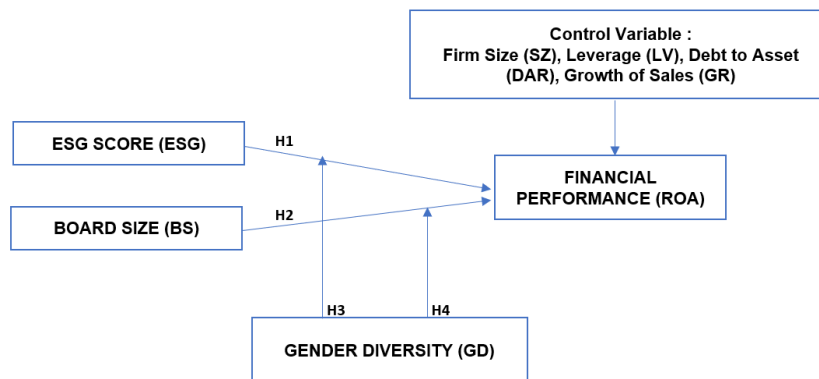 Control Variable :
Firm Size (SZ), Leverage (LV), Debt to Asset
(DAR), Growth of Sales (GR)
H1
ESG SCORE (ESG)
FINANCIAL
PERFORMANCE (ROA)
H2
BOARD SIZE (BS)
H3
H4
GENDER DIVERSITY (GD)